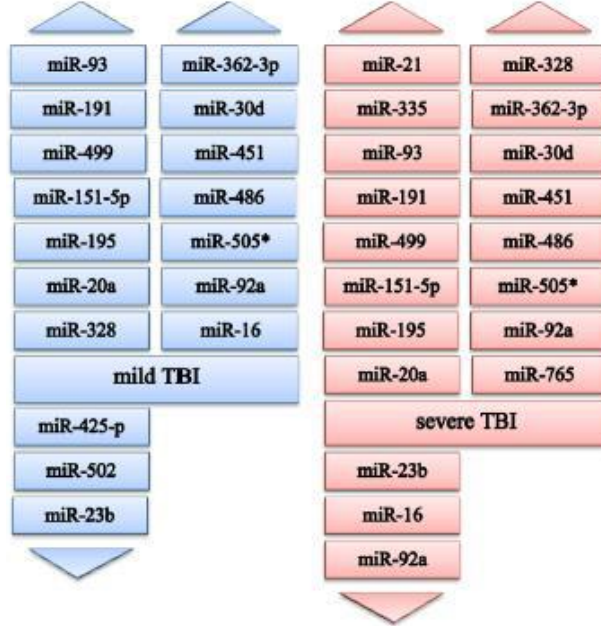 miR-93
miR-191
miR-499
miR-151-5p
miR-195
miR-20a
miR-328
miR-362-3p
miR-30d
miR-451
miR-486
miR-505*
miR-92a
miR-16
mild TBI
miR-425-p
miR-502
miR-23b
miR-21
miR-335
miR-93
miR-191
miR-499
miR-151-5p
miR-195
miR-20a
miR-328
miR-362-3p
miR-30d
miR-451
miR-486
miR-505*
miR-92a
miR-765
severe TBI
miR-23b
miR-16
miR-92a